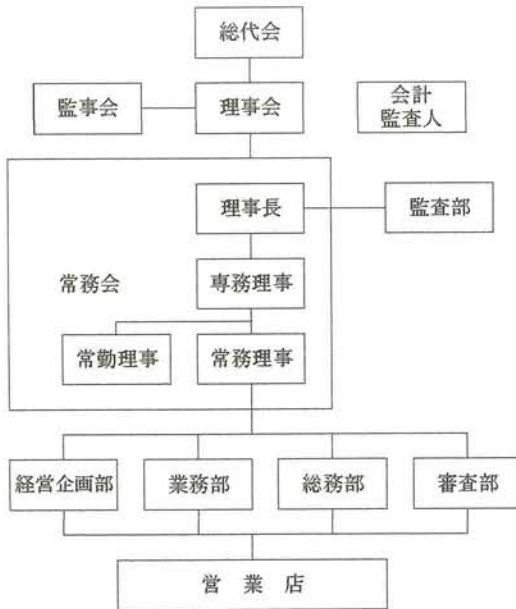 総代会
監事会
理事会
会計
監査人
理事長
監査部
常務会
専務理事
常勤理事
常務理事
経営企画部
業務部
総務部
審査部
営業店